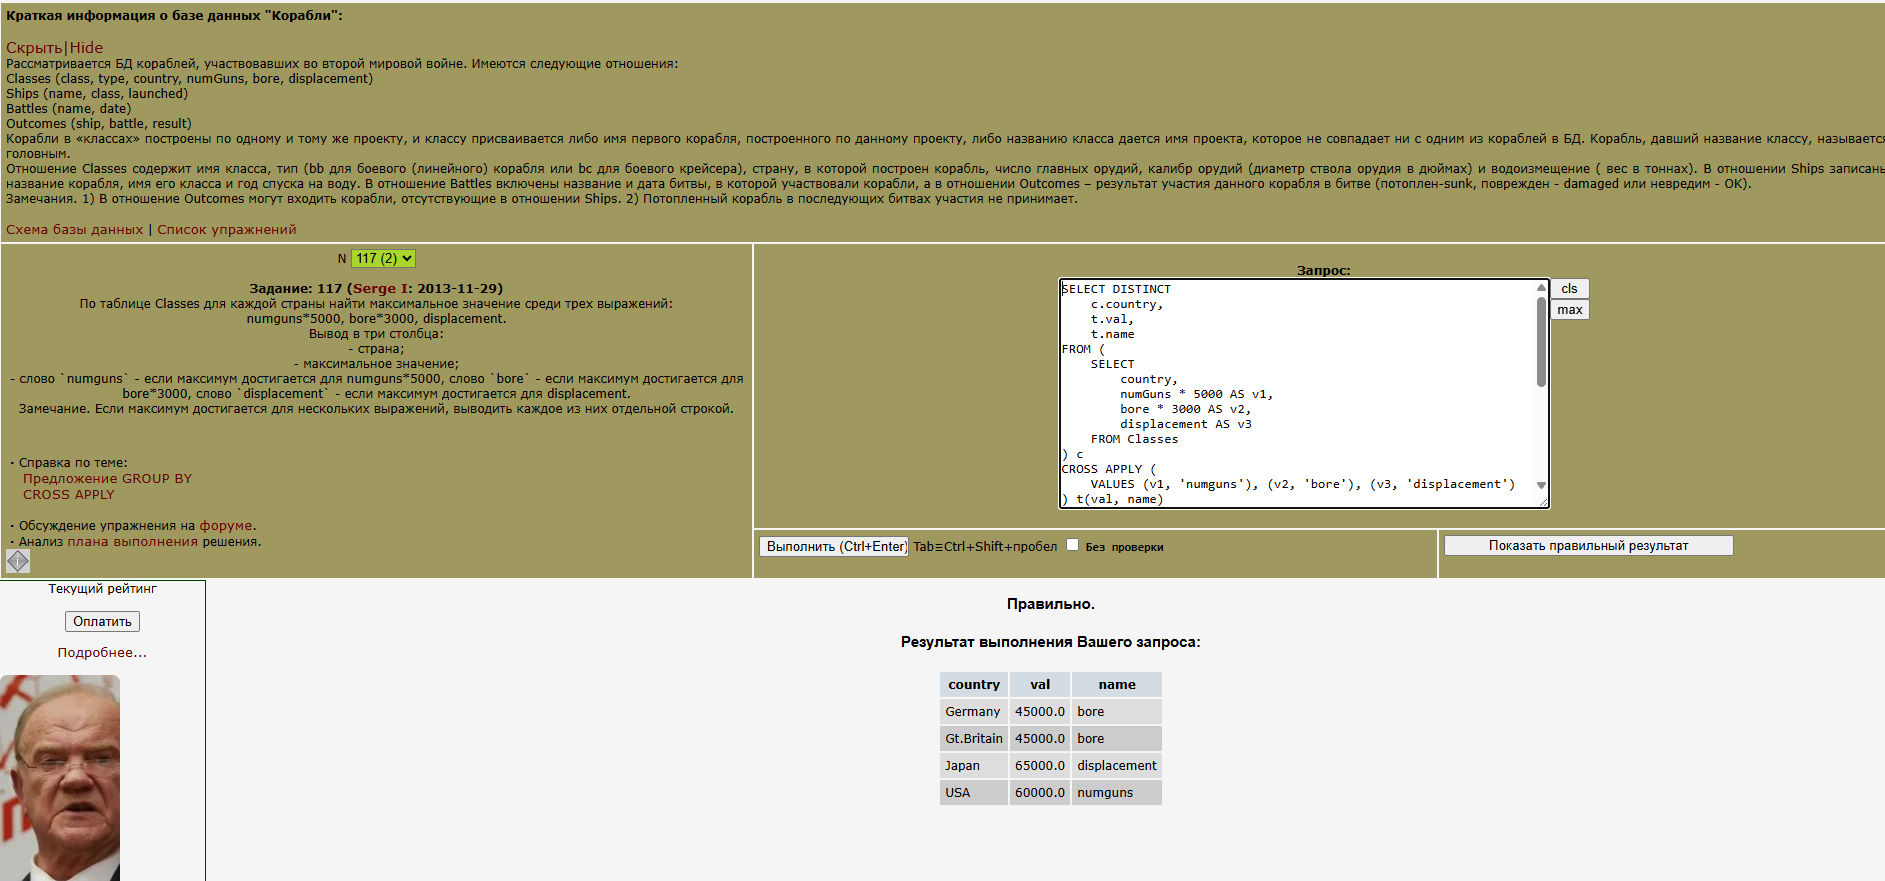 Краткая информация о базе данных "Корабли":
Скрыть|Hide
Рассматривается БД кораблей, участвовавших во второй мировой войне. Имеются следующие отношения:
Classes (class, type, country, numGuns, bore, displacement)
Ships (name, class, launched)
Battles (name, date)
Outcomes (ship, battle, result)
Корабли в «классах» построены по одному и тому же проекту, и классу присваивается либо имя первого корабля, построенного по данному проекту, либо названию класса дается имя проекта, которое не совпадает ни с одним из кораблей в БД. Корабль, давший название классу, называется
головным.
Отношение Classes содержит имя класса, тип (bb для боевого (линейного) корабля или bc для боевого крейсера), страну, в которой построен корабль, число главных орудий, калибр орудий (диаметр ствола орудия в дюймах) и водоизмещение ( вес в тоннах). В отношении Ships записаны
название корабля, имя его класса и год спуска на воду. В отношение Battles включены название и дата битвы, в которой участвовали корабли, а в отношении Outcomes – результат участия данного корабля в битве (потоплен-sunk, поврежден - damaged или невредим - OK).
Замечания. 1) В отношение Outcomes могут входить корабли, отсутствующие в отношении Ships. 2) Потопленный корабль в последующих битвах участия не принимает.
Схема базы данных | Список упражнений
N 117 (2)
Задание: 117 (Serge I: 2013-11-29)
По таблице Classes для каждой страны найти максимальное значение среди трех выражений:
numguns*5000, bore*3000, displacement.
Вывод в три столбца:
- страна;
- максимальное значение;
- слово `numguns` - если максимум достигается для numguns*5000, слово `bore` - если максимум достигается для
bore*3000, слово `displacement` - если максимум достигается для displacement.
Замечание. Если максимум достигается для нескольких выражений, выводить каждое из них отдельной строкой.
· Справка по теме:
Предложение GROUP BY
CROSS APPLY
· Обсуждение упражнения на форуме.
· Анализ плана выполнения решения.
Запрос:
SELECT DISTINCT
c.country,
t.val,
t.name
FROM (
SELECT
country,
numGuns * 5000 AS v1,
bore * 3000 AS v2,
displacement AS v3
FROM Classes
) c
CROSS APPLY (
VALUES (v1, 'numguns'), (v2, 'bore'), (v3, 'displacement')
) t(val, name)
cls
max
Выполнить (Ctrl+Enter) Tab≡Ctrl+Shift+пробел Без проверки
Показать правильный результат
Текущий рейтинг
Оплатить
Подробнее...
Правильно.
Результат выполнения Вашего запроса:
country val name
Germany 45000.0 bore
Gt.Britain 45000.0 bore
Japan 65000.0 displacement
USA 60000.0 numguns